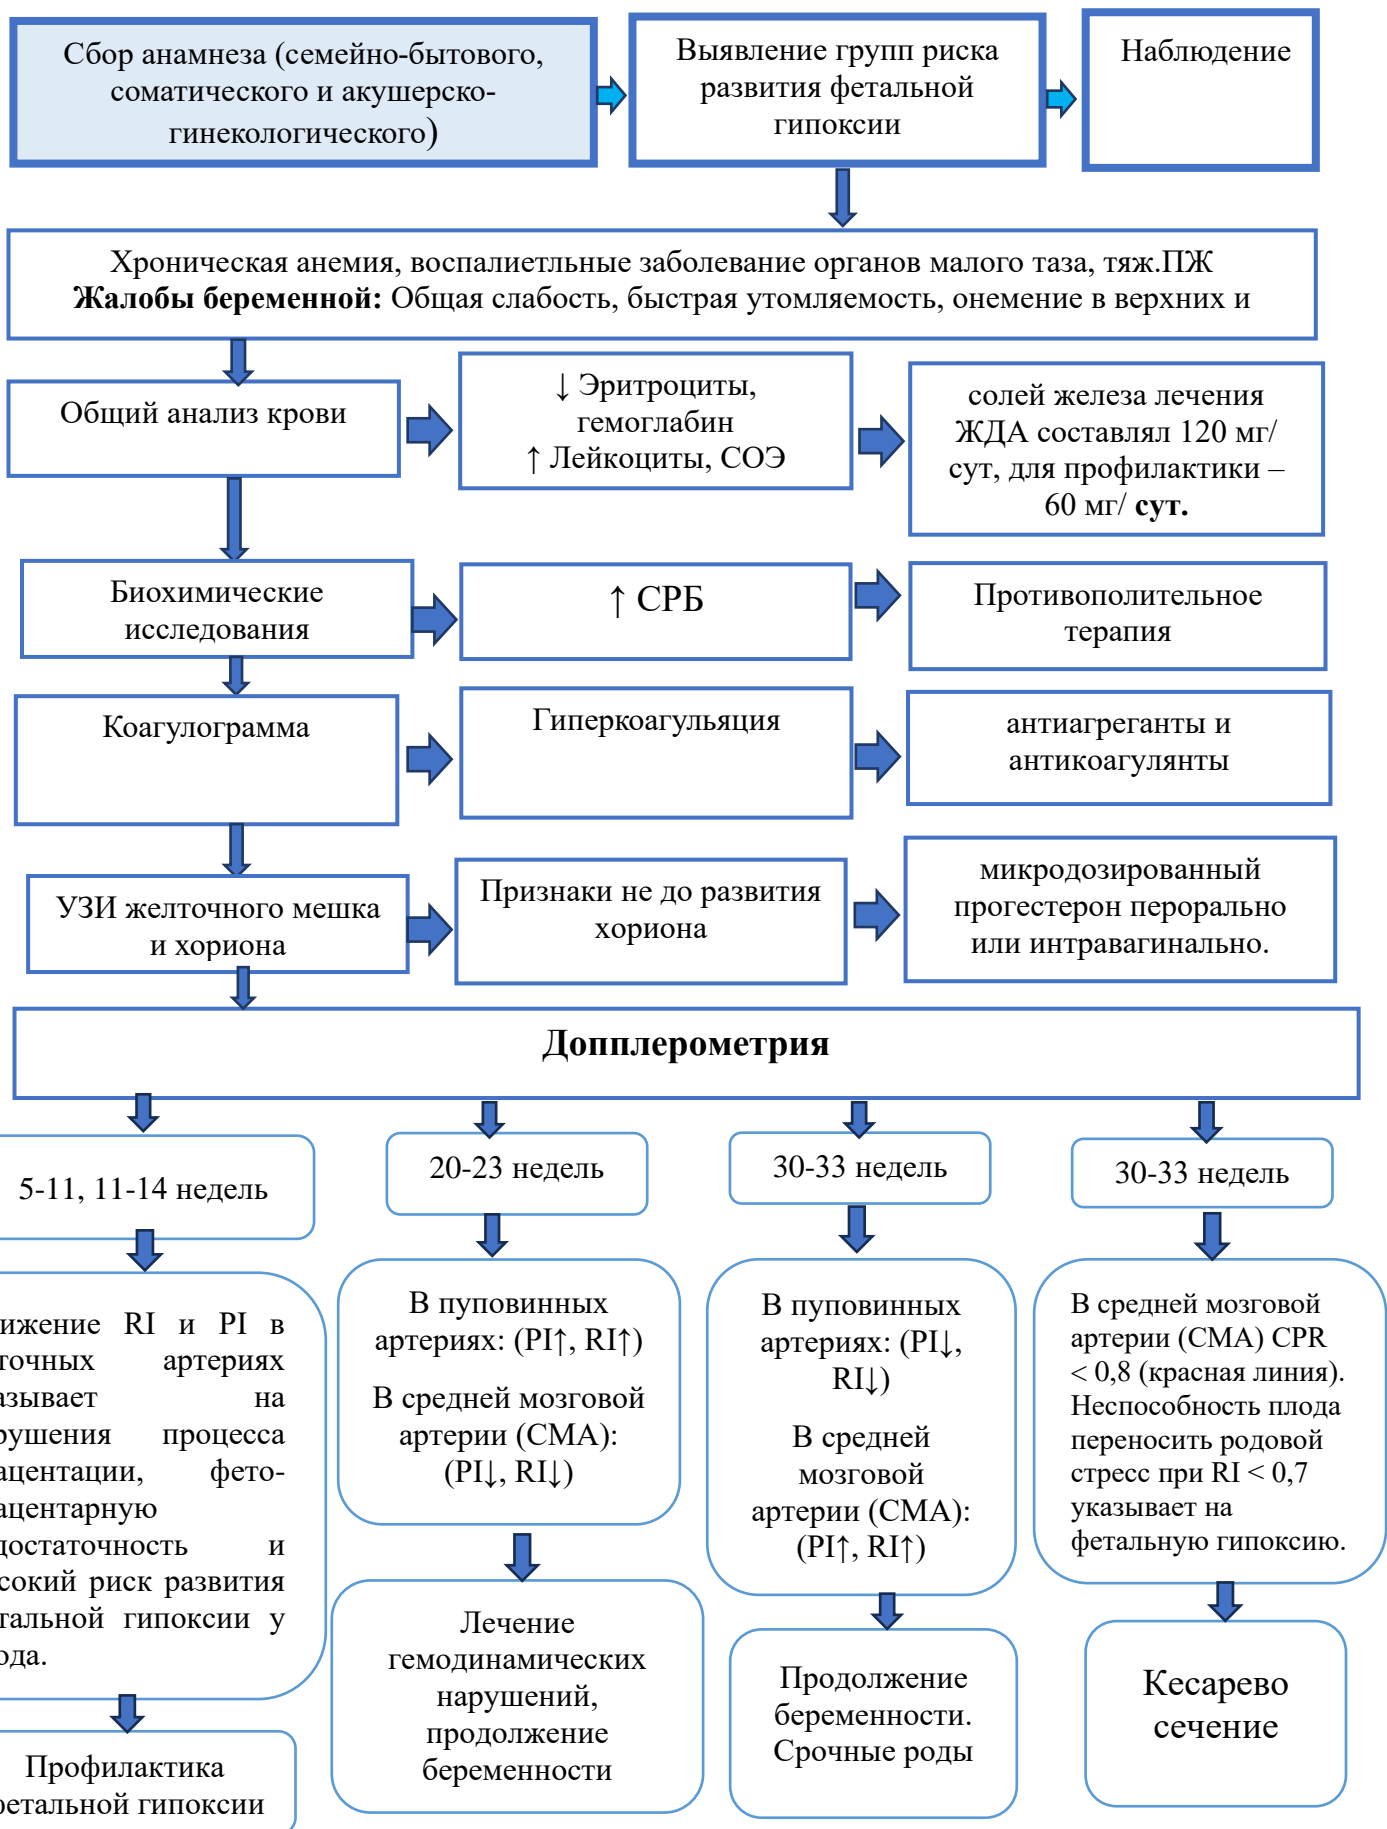 Сбор анамнеза (семейно-бытового,
соматического и акушерско-
гинекологического)
Выявление групп риска
развития фетальной
гипоксии
Наблюдение
Хроническая анемия, воспалиетльные заболевание органов малого таза, тяж.ПЖ
Жалобы беременной: Общая слабость, быстрая утомляемость, онемение в верхних и
Общий анализ крови
↓ Эритроциты,
гемоглабин
↑ Лейкоциты, СОЭ
солей железа лечения
ЖДА составлял 120 мг/
сут, для профилактики –
60 мг/ сут.
Биохимические
исследования
↑ СРБ
Противополительное
терапия
Коагулограмма
Гиперкоагульяция
антиагреганты и
антикоагулянты
УЗИ желточного мешка
и хориона
Признаки не до развития
хориона
микродозированный
прогестерон перорально
или интравагинально.
Допплерометрия
5-11, 11-14 недель
20-23 недель
30-33 недель
30-33 недель
ижение RI и PI в
точных артериях
азывает на
рушения процесса
ацентации, фето-
ацентарную
достаточность и
сокий риск развития
тальной гипоксии у
ода.
В пуповинных
артериях: (PI↑, RI↑)
В средней мозговой
артерии (СМА):
(PI↓, RI↓)
В пуповинных
артериях: (PI↓,
RI↓)
В средней
мозговой
артерии (СМА):
(PI↑, RI↑)
В средней мозговой
артерии (СМА) CPR
< 0,8 (красная линия).
Неспособность плода
переносить родовой
стресс при RI < 0,7
указывает на
фетальную гипоксию.
Профилактика
фетальной гипоксии
Лечение
гемодинамических
нарушений,
продолжение
беременности
Продолжение
беременности.
Срочные роды
Кесарево
сечение